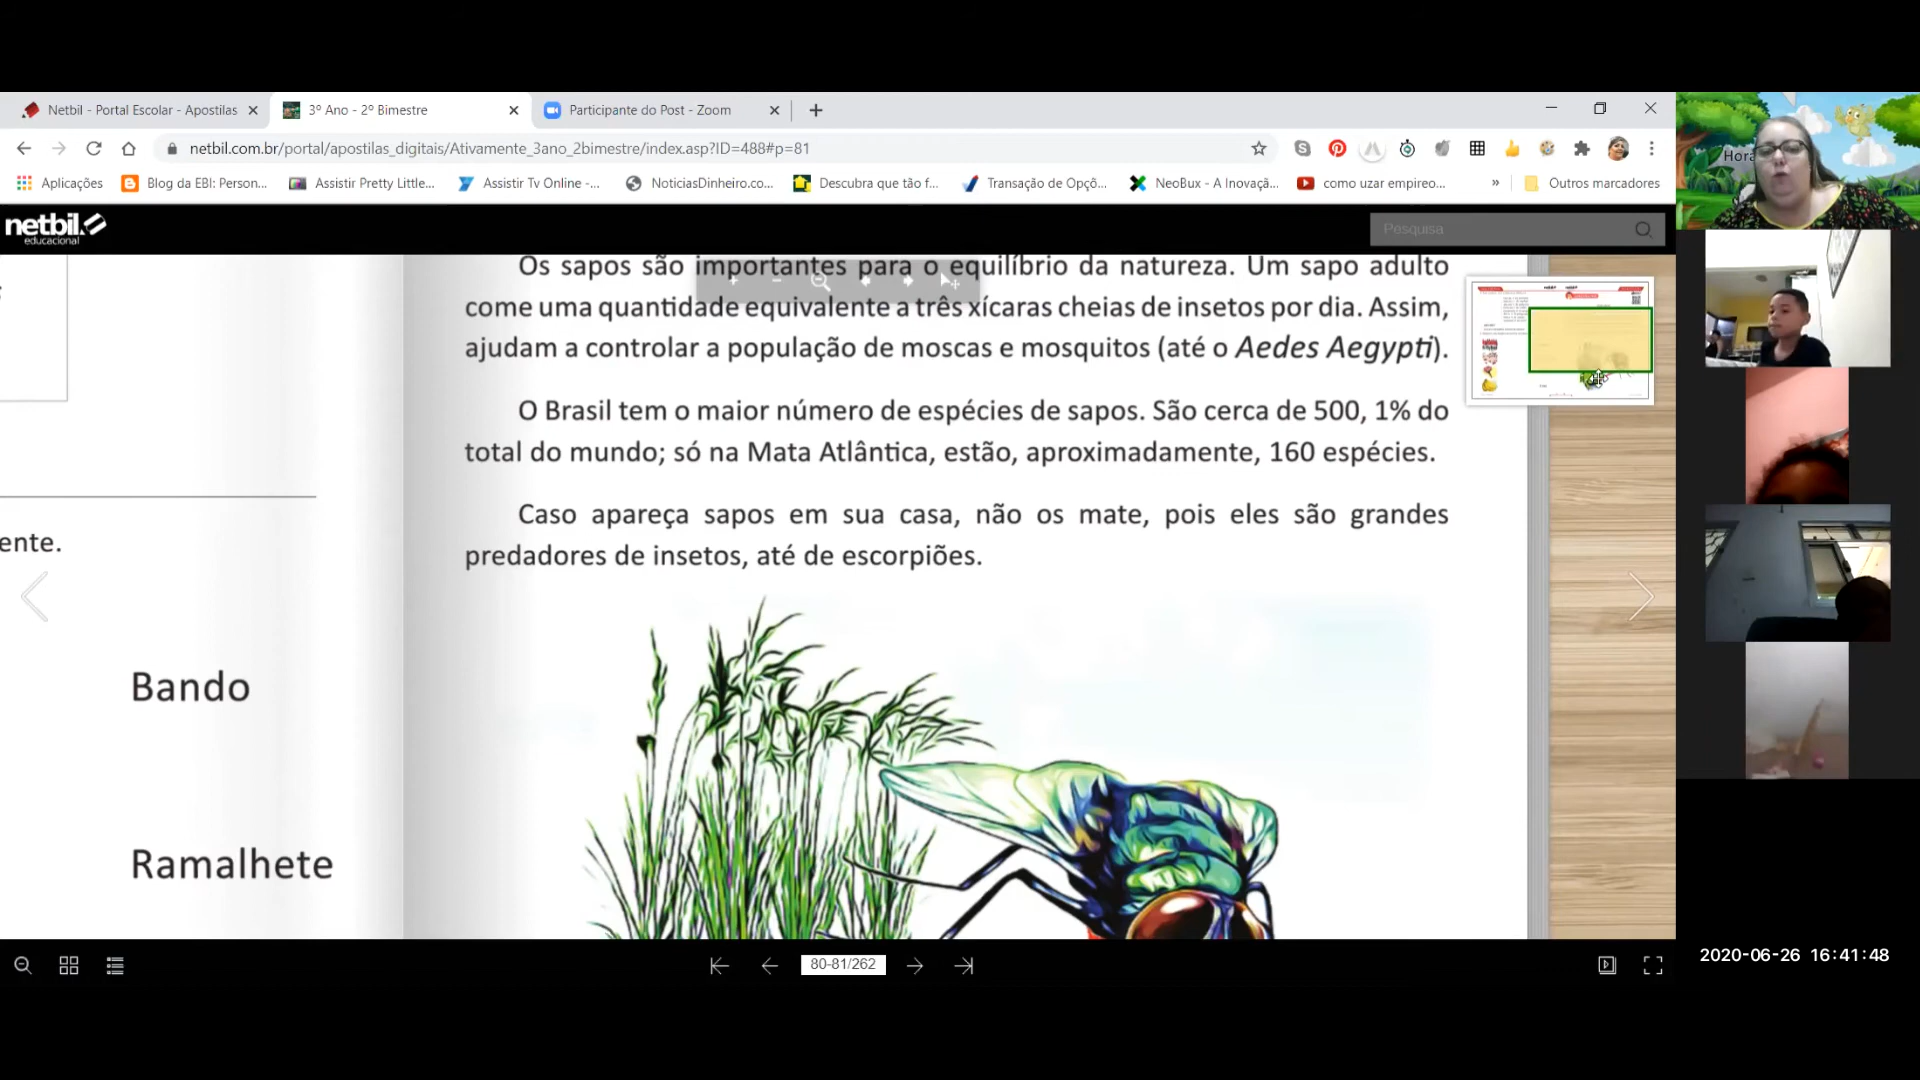 Netbil - Portal Escolar - Apostilas
3º Ano - 2º Bimestre
Participante do Post - Zoom
netbil.com.br/portal/apostilas_digitais/Ativamente_3ano_2bimestre/index.asp?ID=488#p=81
Aplicações
Blog da EBI: Person...
Assistir Pretty Little...
Assistir Tv Online -...
NoticiasDinheiro.co...
Descubra que tão f...
Transação de Opçõ...
NeoBux - A Inovaçã...
como uzar empireo...
»
Outros marcadores
netbil
educacional
Pesquisa
Hora
Os sapos são importantes para o equilíbrio da natureza. Um sapo adulto
come uma quantidade equivalente a três xícaras cheias de insetos por dia. Assim,
ajudam a controlar a população de moscas e mosquitos (até o Aedes Aegypti).
O Brasil tem o maior número de espécies de sapos. São cerca de 500, 1% do
total do mundo; só na Mata Atlântica, estão, aproximadamente, 160 espécies.
Caso apareça sapos em sua casa, não os mate, pois eles são grandes
predadores de insetos, até de escorpiões.
ente.
Bando
Ramalhete
80-81/262
2020-06-26 16:41:48